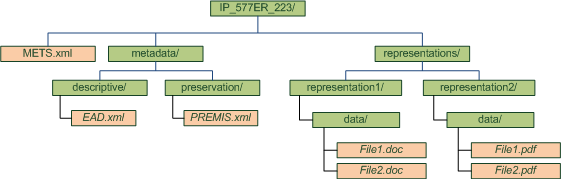 IP_577ER_223/
METS.xml metadata/ representations/
descriptive/ preservation/ representation1/ representation2/
EAD.xml PREMIS.xml data/ data/
File1.doc File1.pdf
File2.doc File2.pdf